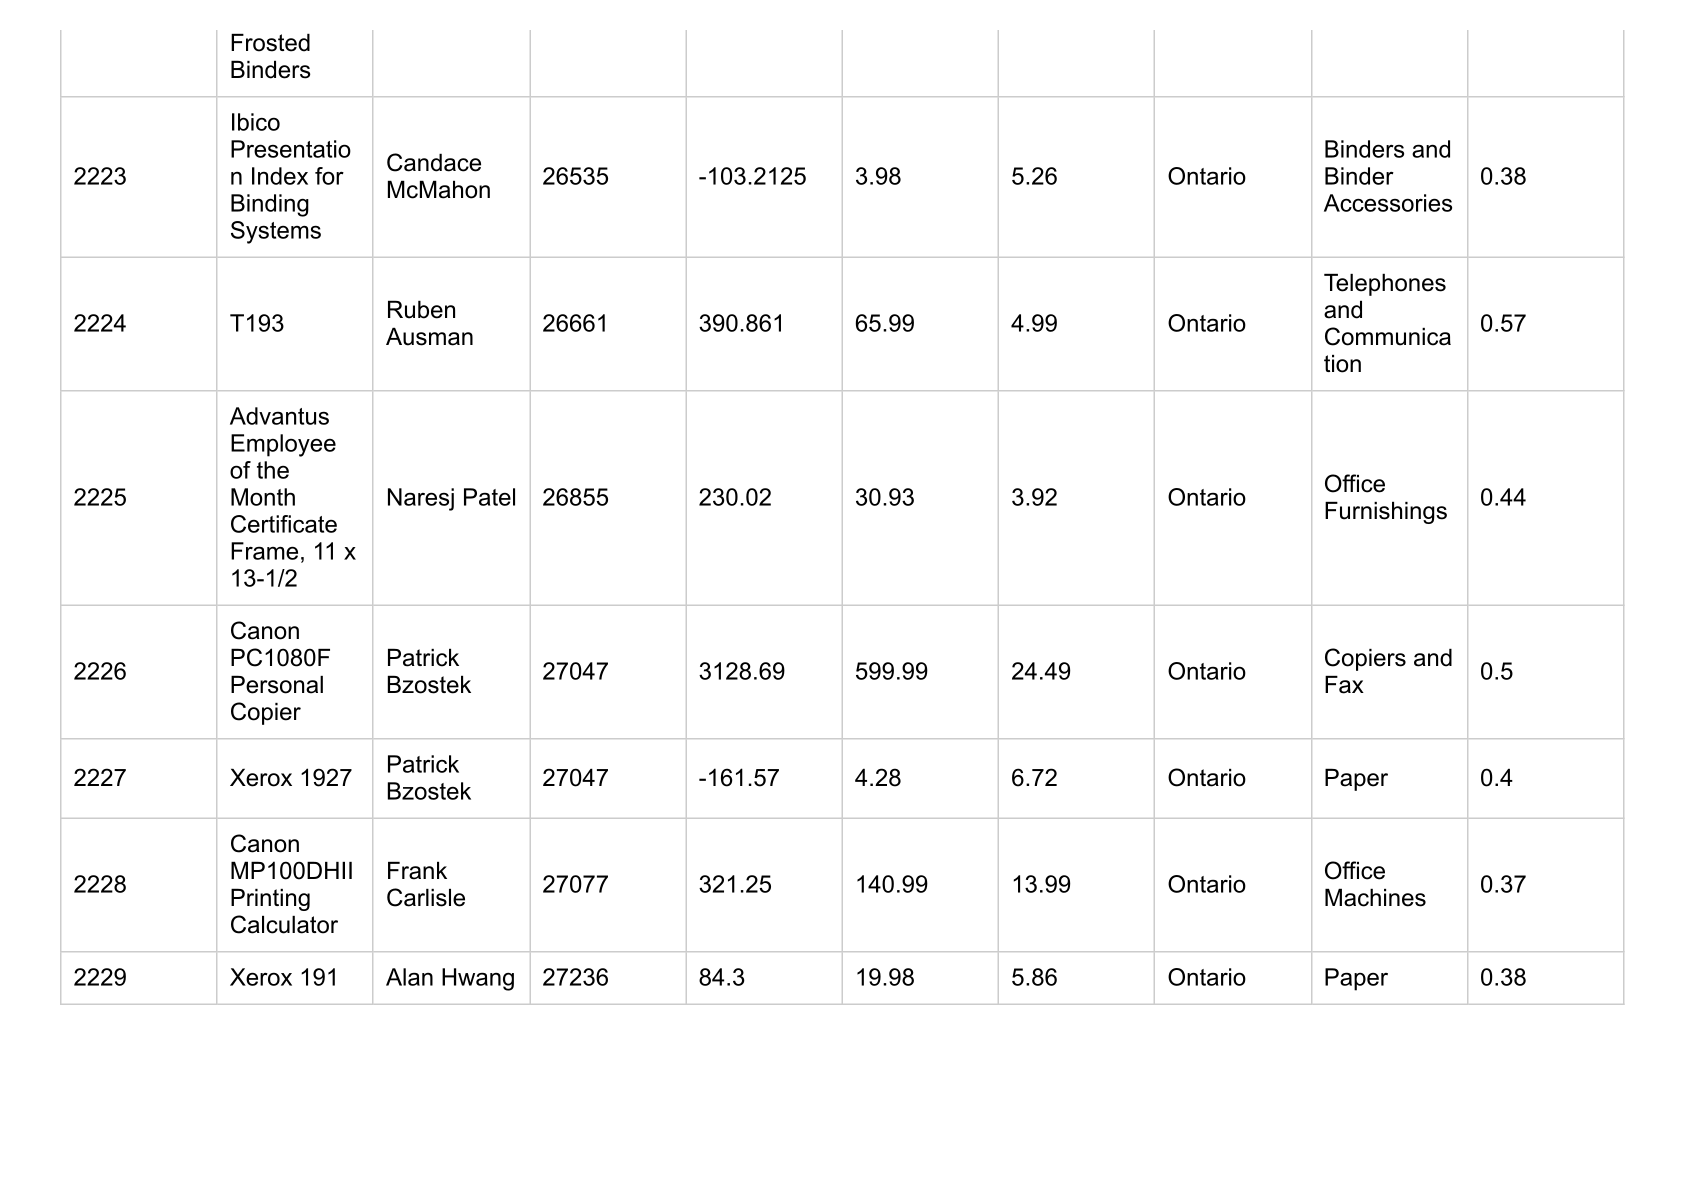 Frosted
Binders
2223
Ibico
Presentatio
n Index for
Binding
Systems
Candace
McMahon
26535
-103.2125
3.98
5.26
Ontario
Binders and
Binder
Accessories
0.38
2224
T193
Ruben
Ausman
26661
390.861
65.99
4.99
Ontario
Telephones
and
Communica
tion
0.57
2225
Advantus
Employee
of the
Month
Certificate
Frame, 11 x
13-1/2
Naresj Patel
26855
230.02
30.93
3.92
Ontario
Office
Furnishings
0.44
2226
Canon
PC1080F
Personal
Copier
Patrick
Bzostek
27047
3128.69
599.99
24.49
Ontario
Copiers and
Fax
0.5
2227
Xerox 1927
Patrick
Bzostek
27047
-161.57
4.28
6.72
Ontario
Paper
0.4
2228
Canon
MP100DHII
Printing
Calculator
Frank
Carlisle
27077
321.25
140.99
13.99
Ontario
Office
Machines
0.37
2229
Xerox 191
Alan Hwang
27236
84.3
19.98
5.86
Ontario
Paper
0.38